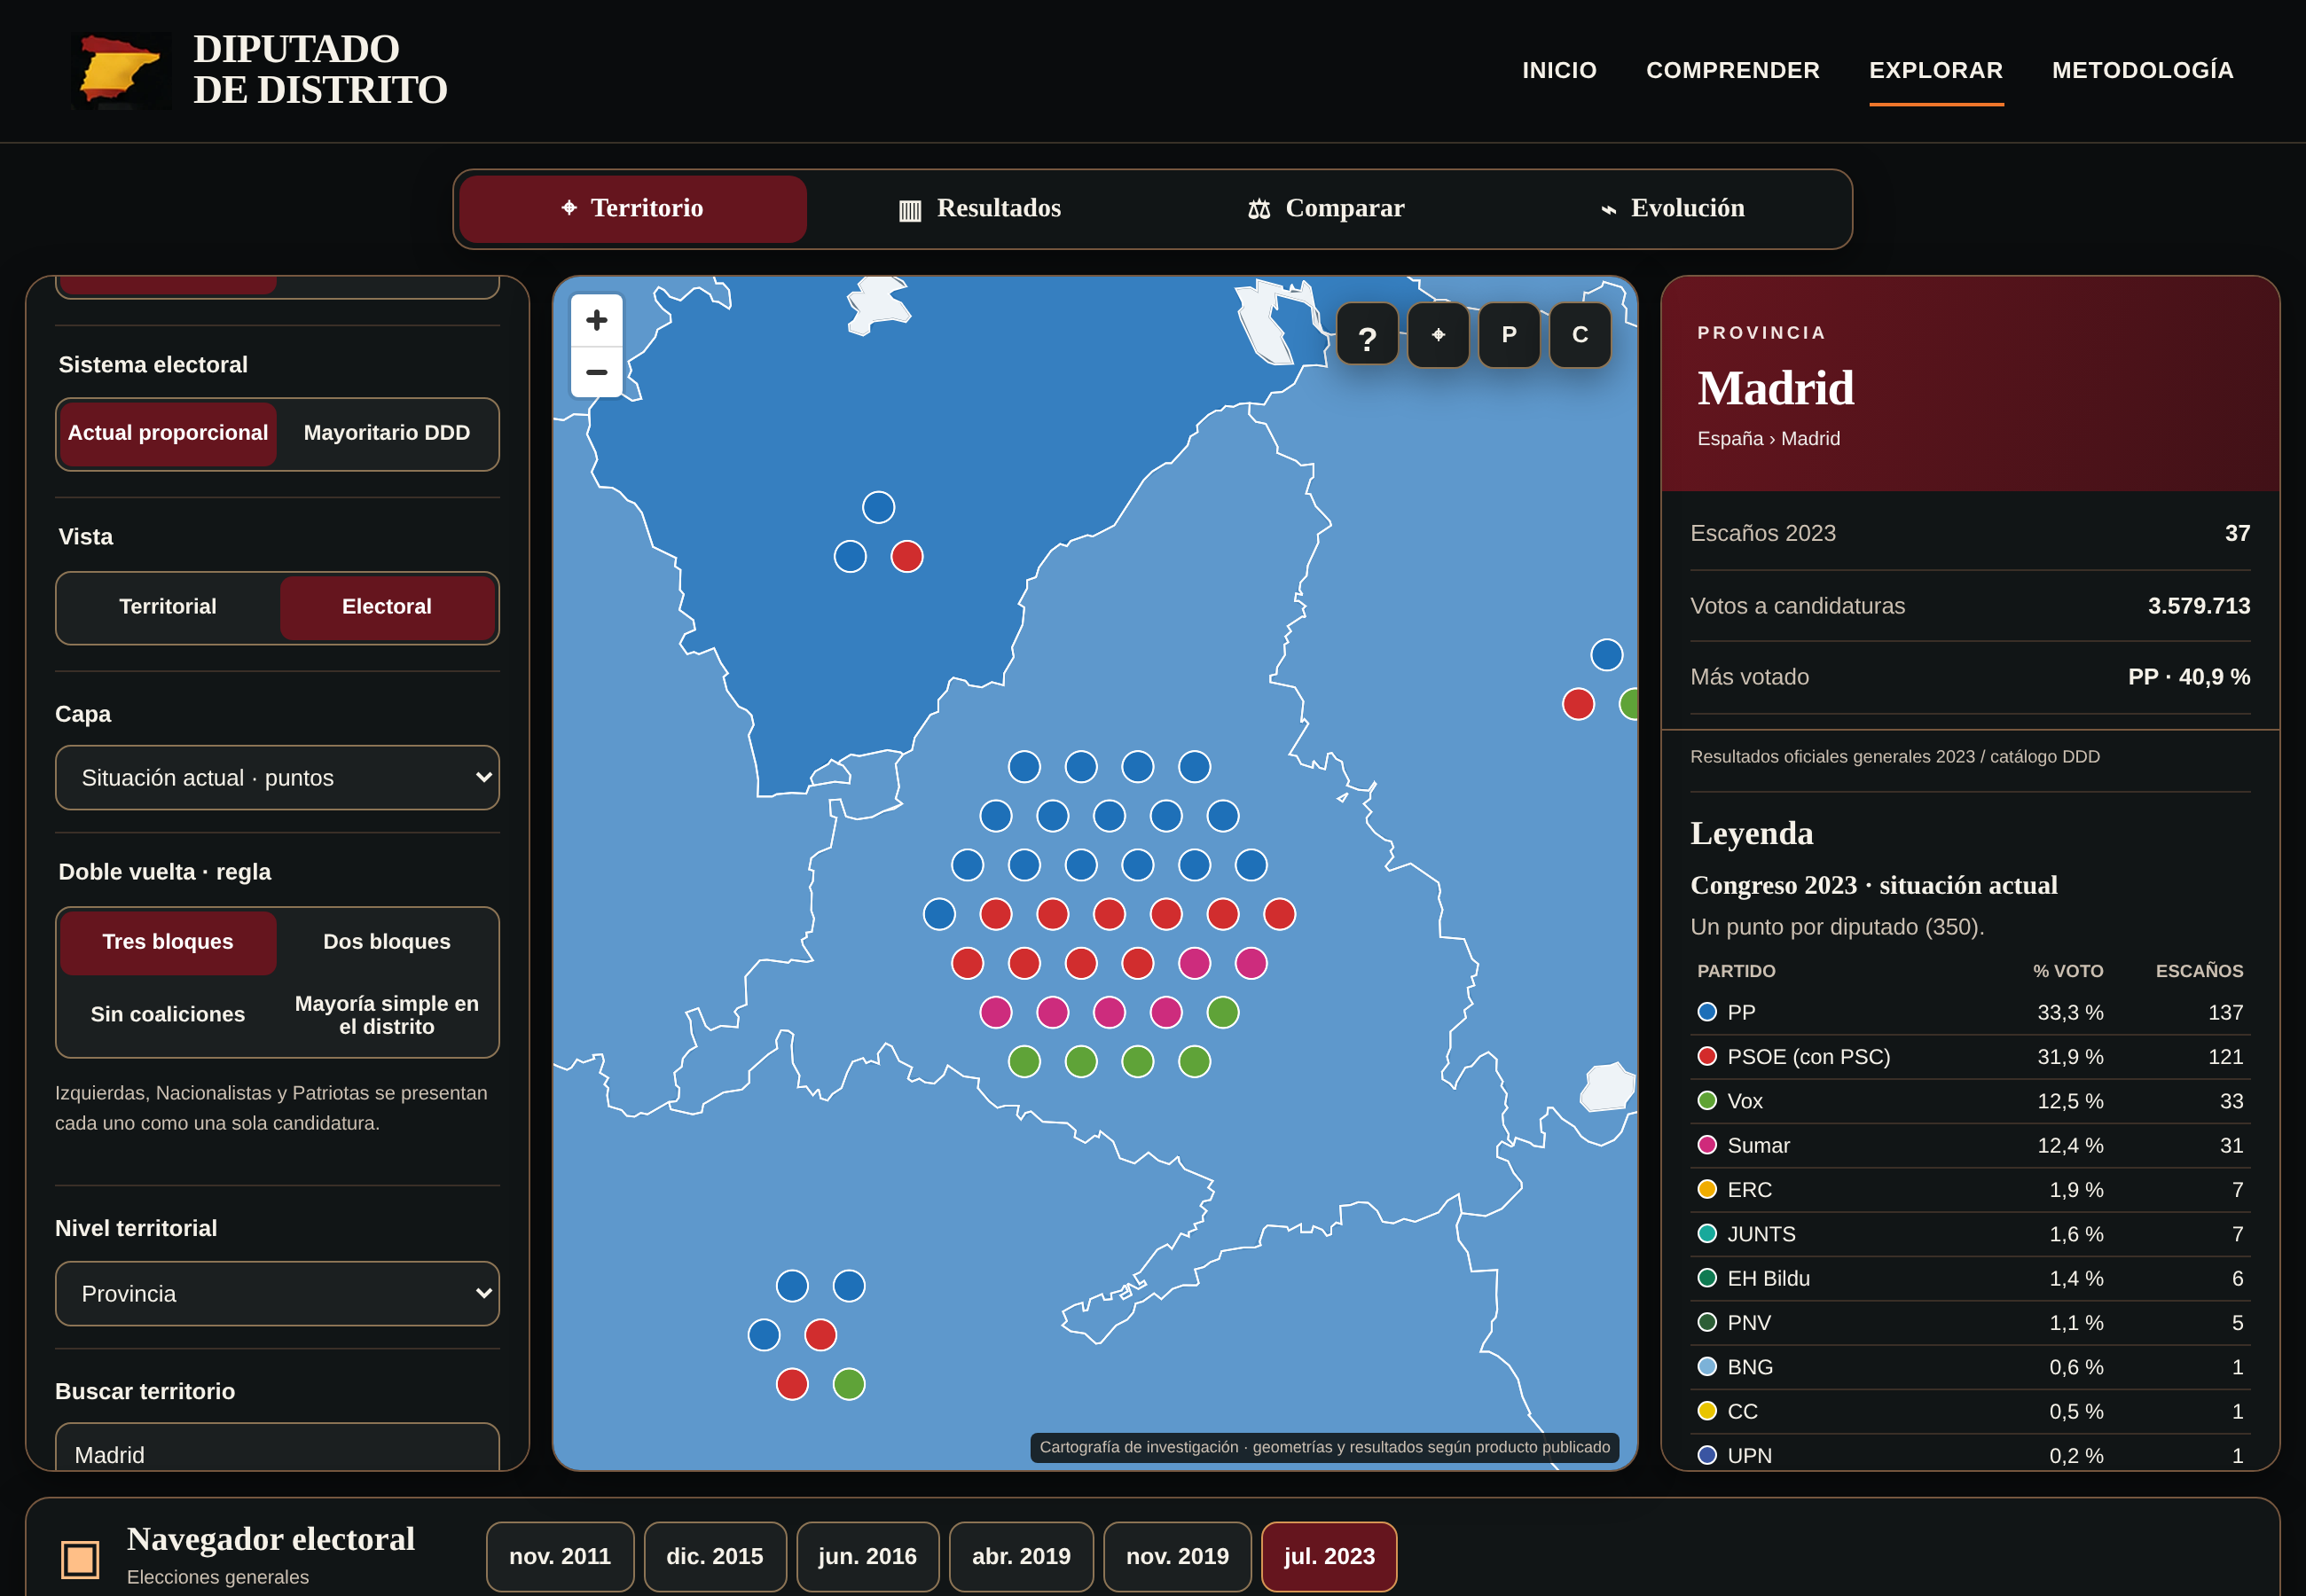 DIPUTADO
DE DISTRITO
INICIO
COMPRENDER
EXPLORAR
METODOLOGÍA
Territorio
Resultados
Comparar
Evolución
Sistema electoral
Actual proporcional
Mayoritario DDD
Vista
Territorial
Electoral
Capa
Situación actual · puntos
Doble vuelta · regla
Tres bloques
Dos bloques
Sin coaliciones
Mayoría simple en
el distrito
Izquierdas, Nacionalistas y Patriotas se presentan
cada uno como una sola candidatura.
Nivel territorial
Provincia
Buscar territorio
Madrid
+
−
?
P
C
Cartografía de investigación · geometrías y resultados según producto publicado
PROVINCIA
Madrid
España › Madrid
Escaños 2023 37
Votos a candidaturas 3.579.713
Más votado PP · 40,9 %
Resultados oficiales generales 2023 / catálogo DDD
Leyenda
Congreso 2023 · situación actual
Un punto por diputado (350).
PARTIDO % VOTO ESCAÑOS
PP 33,3 % 137
PSOE (con PSC) 31,9 % 121
Vox 12,5 % 33
Sumar 12,4 % 31
ERC 1,9 % 7
JUNTS 1,6 % 7
EH Bildu 1,4 % 6
PNV 1,1 % 5
BNG 0,6 % 1
CC 0,5 % 1
UPN 0,2 % 1
Navegador electoral
Elecciones generales
nov. 2011
dic. 2015
jun. 2016
abr. 2019
nov. 2019
jul. 2023